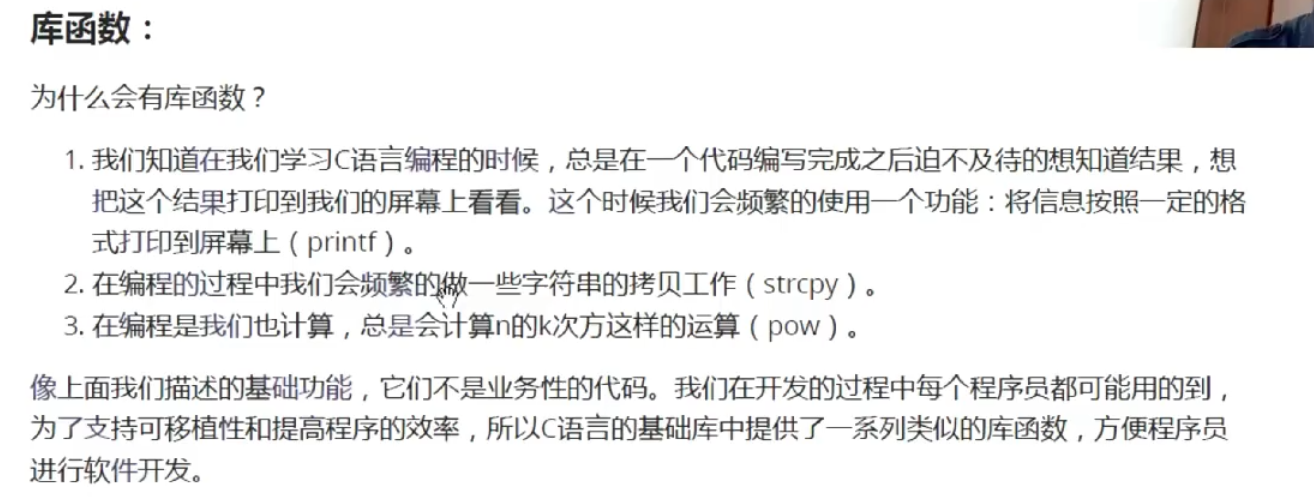 库函数：
为什么会有库函数？
1. 我们知道在我们学习C语言编程的时候，总是在一个代码编写完成之后迫不及待的想知道结果，想
把这个结果打印到我们的屏幕上看看。这个时候我们会频繁的使用一个功能：将信息按照一定的格
式打印到屏幕上（printf）。
2. 在编程的过程中我们会频繁的做一些字符串的拷贝工作（strcpy）。
3. 在编程是我们也计算，总是会计算n的k次方这样的运算（pow）。
像上面我们描述的基础功能，它们不是业务性的代码。我们在开发的过程中每个程序员都可能用的到，
为了支持可移植性和提高程序的效率，所以C语言的基础库中提供了一系列类似的库函数，方便程序员
进行软件开发。